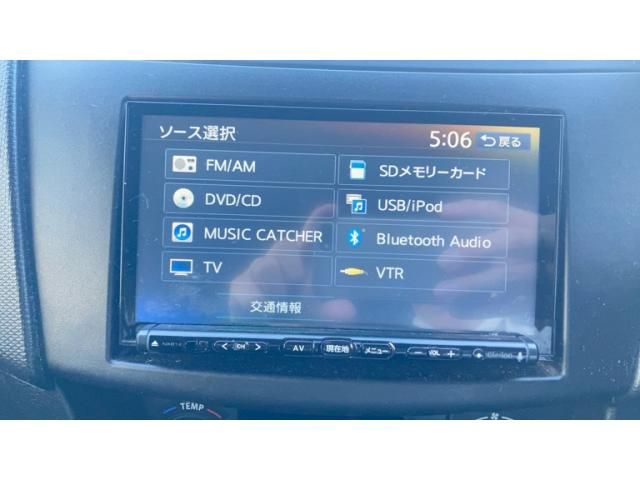 ソース選択 5:06 戻る
FM/AM SDメモリーカード
DVD/CD USB/iPod
MUSIC CATCHER Bluetooth Audio
TV VTR
交通情報
CH AV 現在地 メニュー − VOL + Clarion
TEMP